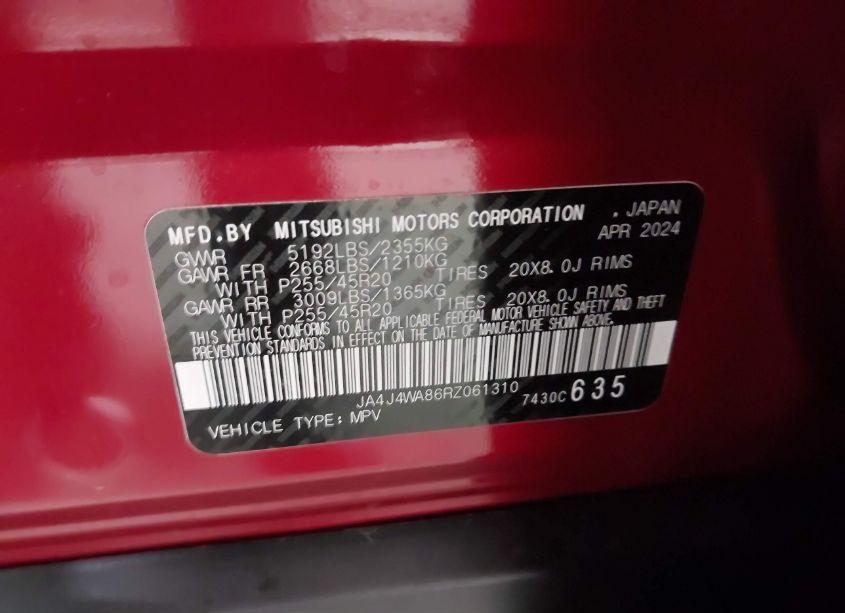 MFD.BY MITSUBISHI MOTORS CORPORATION . JAPAN
APR 2024
GVWR 5192LBS/2355KG
GAWR FR 2668LBS/1210KG
WITH P255/45R20 TIRES 20X8.0J RIMS
GAWR RR 3009LBS/1365KG
WITH P255/45R20 TIRES 20X8.0J RIMS
THIS VEHICLE CONFORMS TO ALL APPLICABLE FEDERAL MOTOR VEHICLE SAFETY AND THEFT
PREVENTION STANDARDS IN EFFECT ON THE DATE OF MANUFACTURE SHOWN ABOVE.
JA4J4WA86RZ061310 7430C 635
VEHICLE TYPE: MPV